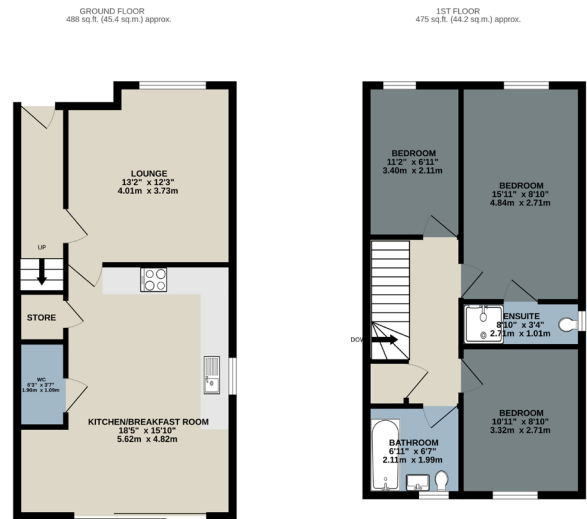 GROUND FLOOR
488 sq.ft. (45.4 sq.m.) approx.
1ST FLOOR
475 sq.ft. (44.2 sq.m.) approx.
LOUNGE
13'2" x 12'3"
4.01m x 3.73m
UP
STORE
WC
6'3" x 3'7"
1.90m x 1.09m
KITCHEN/BREAKFAST ROOM
18'5" x 15'10"
5.62m x 4.82m
BEDROOM
11'2" x 6'11"
3.40m x 2.11m
BEDROOM
15'11" x 8'10"
4.84m x 2.71m
ENSUITE
8'10" x 3'4"
2.71m x 1.01m
DOWN
BEDROOM
10'11" x 8'10"
3.32m x 2.71m
BATHROOM
6'11" x 6'7"
2.11m x 1.99m